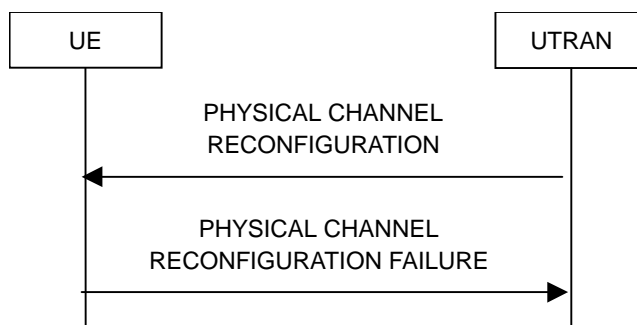 UE
UTRAN
PHYSICAL CHANNEL
RECONFIGURATION
PHYSICAL CHANNEL
RECONFIGURATION FAILURE